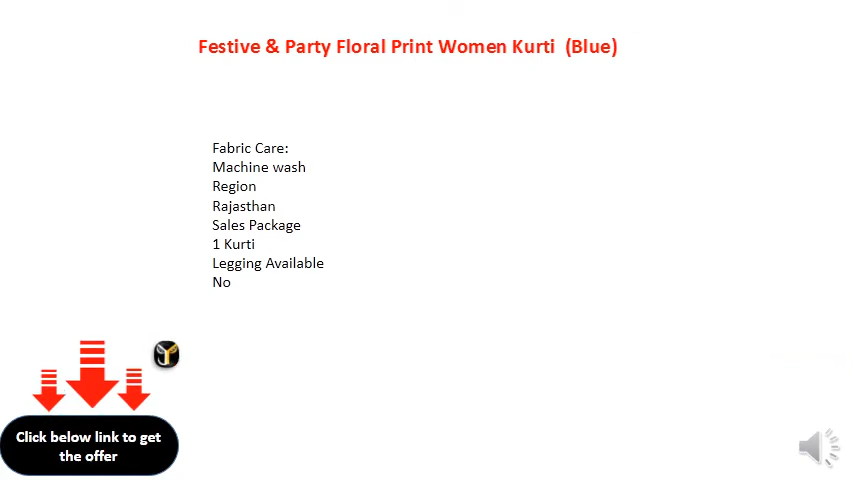 Festive & Party Floral Print Women Kurti  (Blue)
Fabric Care:
Machine wash
Region
Rajasthan
Sales Package
1 Kurti
Legging Available
No
Click below link to get
the offer